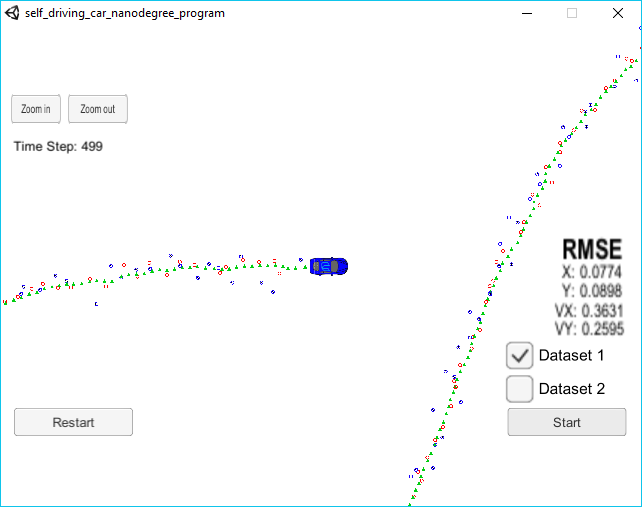 self_driving_car_nanodegree_program
Zoom in
Zoom out
Time Step: 499
RMSE
X: 0.0774
Y: 0.0898
VX: 0.3631
VY: 0.2595
Dataset 1
Dataset 2
Restart
Start